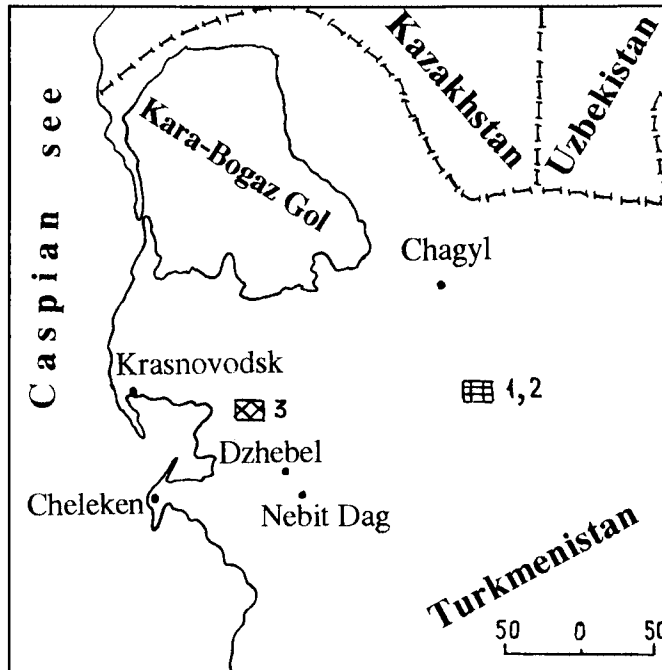 Kazakhstan
Uzbekistan
Kara-Bogaz Gol
Caspian see
Chagyl
Krasnovodsk
1,2
3
Dzhebel
Cheleken
Nebit Dag
Turkmenistan
50 0 50